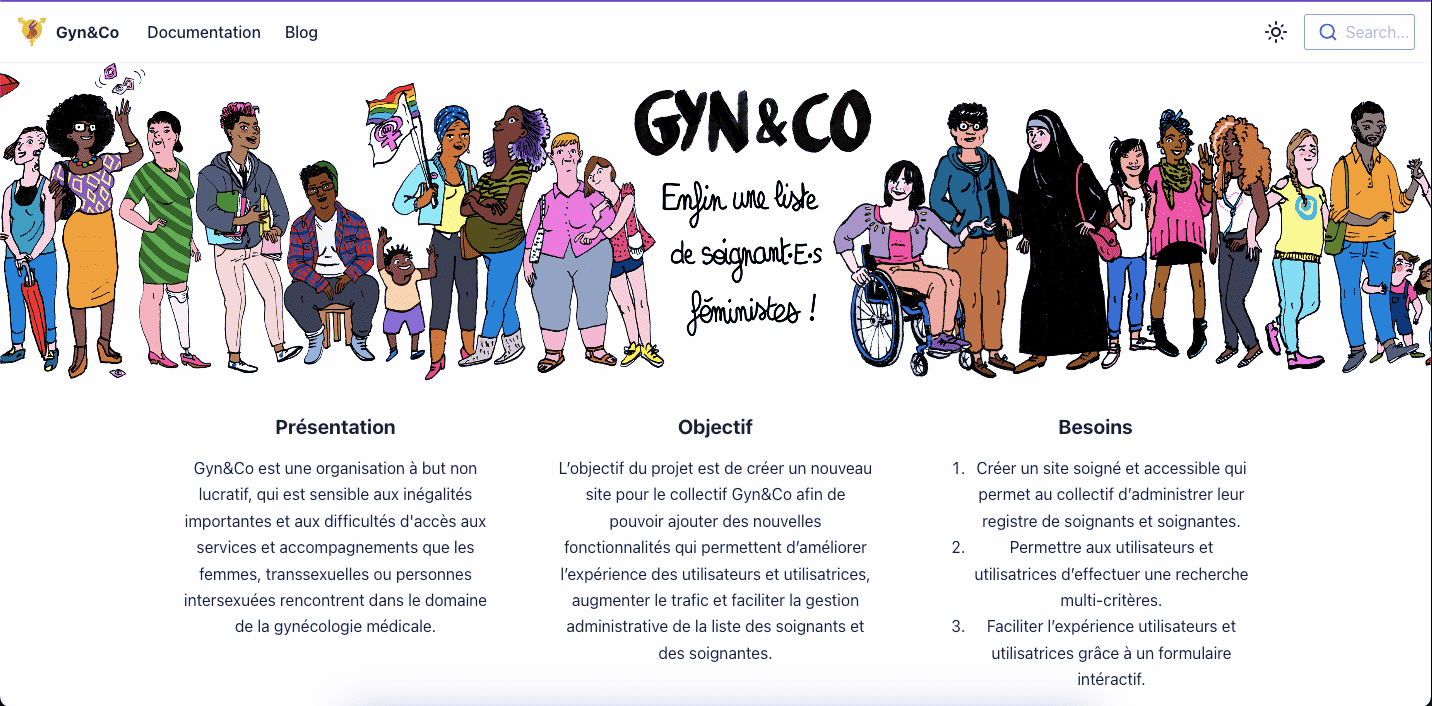 Gyn&Co Documentation Blog Search...
GYN&CO
Enfin une liste
de soignant·E·s
féministes !
Présentation
Gyn&Co est une organisation à but non
lucratif, qui est sensible aux inégalités
importantes et aux difficultés d'accès aux
services et accompagnements que les
femmes, transsexuelles ou personnes
intersexuées rencontrent dans le domaine
de la gynécologie médicale.
Objectif
L’objectif du projet est de créer un nouveau
site pour le collectif Gyn&Co afin de
pouvoir ajouter des nouvelles
fonctionnalités qui permettent d’améliorer
l’expérience des utilisateurs et utilisatrices,
augmenter le trafic et faciliter la gestion
administrative de la liste des soignants et
des soignantes.
Besoins
1. Créer un site soigné et accessible qui
permet au collectif d’administrer leur
registre de soignants et soignantes.
2. Permettre aux utilisateurs et
utilisatrices d’effectuer une recherche
multi-critères.
3. Faciliter l’expérience utilisateurs et
utilisatrices grâce à un formulaire
intéractif.